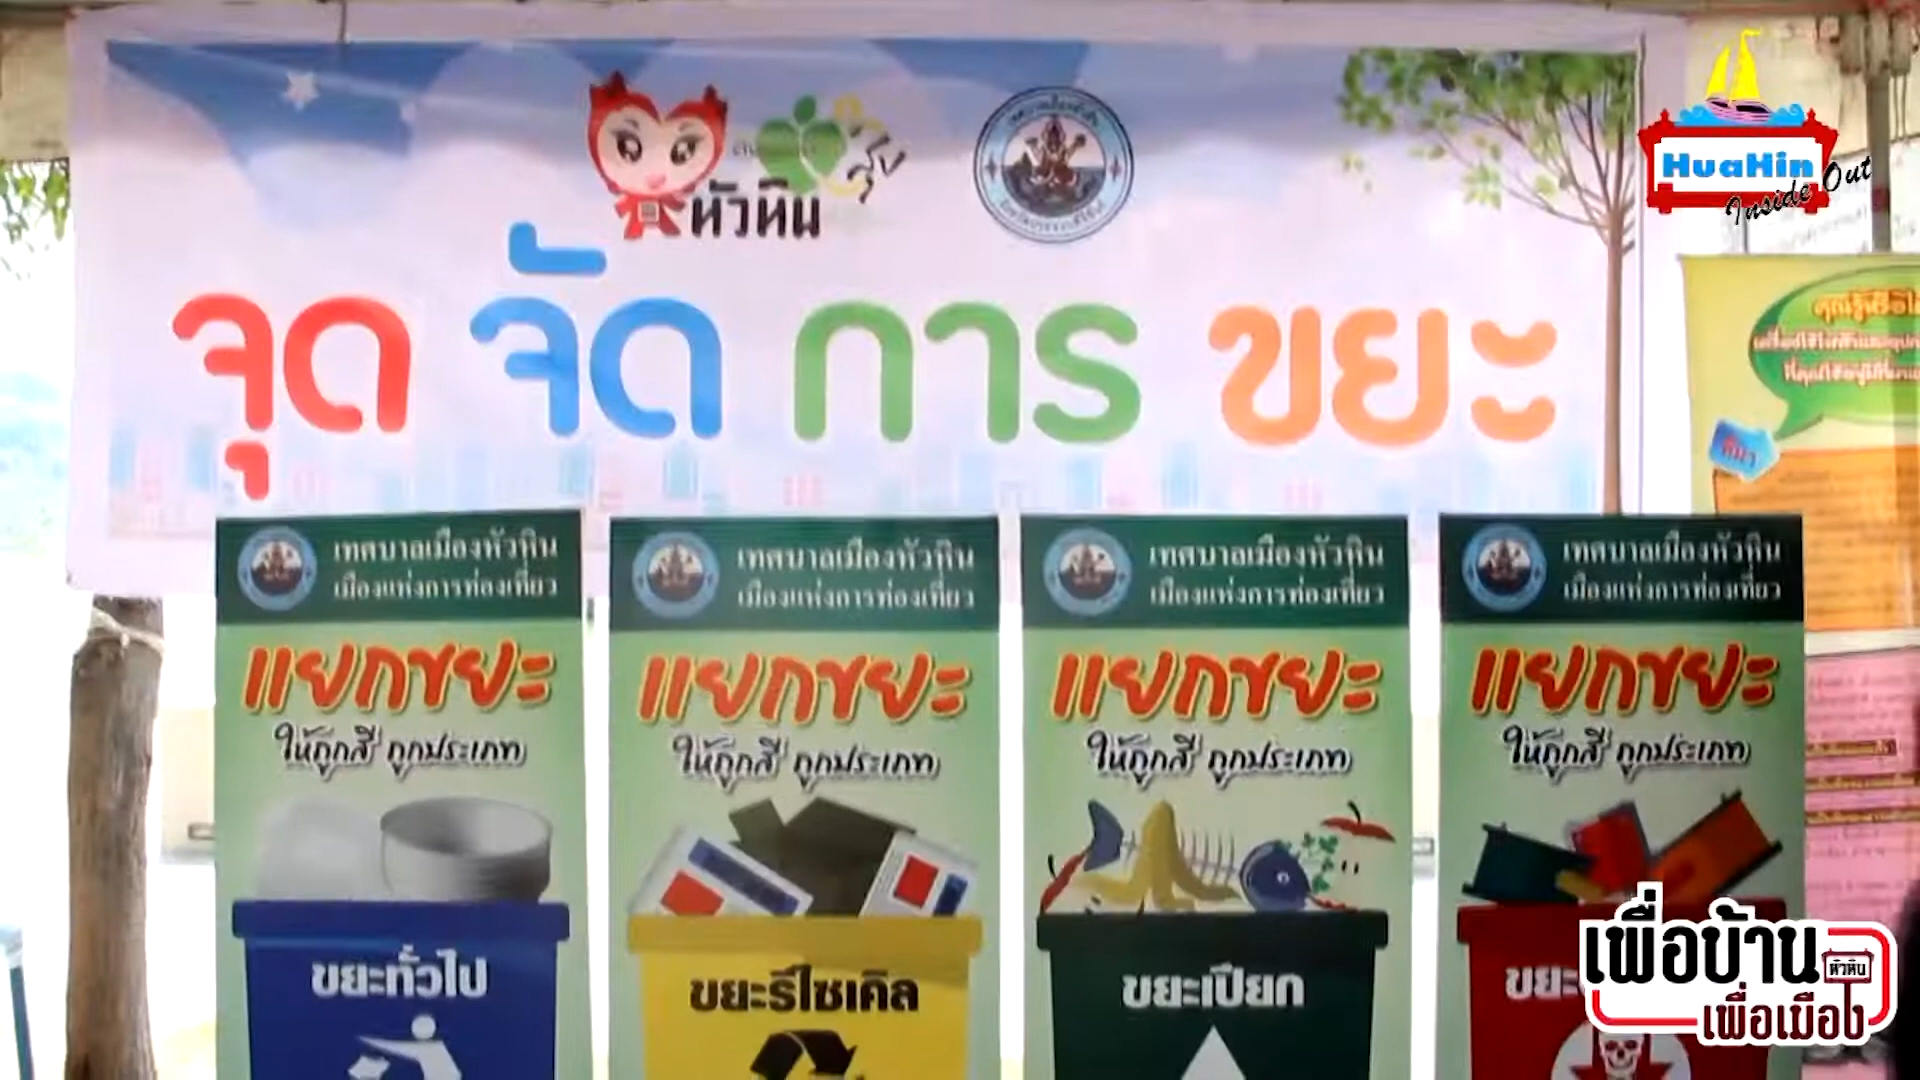 หัวหิน
HuaHin
Inside Out
จุด จัด การ ขยะ
เทศบาลเมืองหัวหิน
เมืองแห่งการท่องเที่ยว
แยกขยะ
ให้ถูกสี ถูกประเภท
ขยะทั่วไป
เทศบาลเมืองหัวหิน
เมืองแห่งการท่องเที่ยว
แยกขยะ
ให้ถูกสี ถูกประเภท
ขยะรีไซเคิล
เทศบาลเมืองหัวหิน
เมืองแห่งการท่องเที่ยว
แยกขยะ
ให้ถูกสี ถูกประเภท
ขยะเปียก
เทศบาลเมืองหัวหิน
เมืองแห่งการท่องเที่ยว
แยกขยะ
ให้ถูกสี ถูกประเภท
ขยะ
เพื่อบ้าน
หัวหิน
เพื่อเมือง